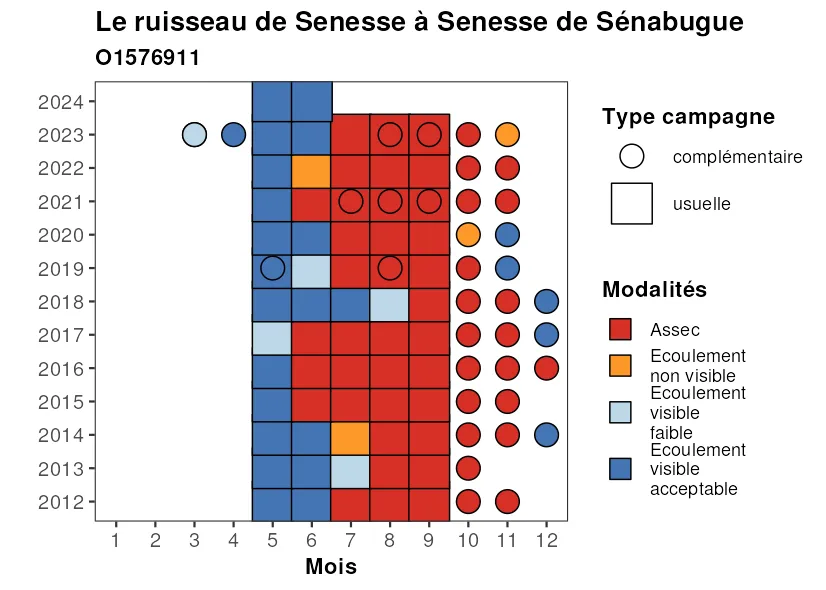 Le ruisseau de Senesse à Senesse de Sénabugue
O1576911
2024
2023
2022
2021
2020
2019
2018
2017
2016
2015
2014
2013
2012
1 2 3 4 5 6 7 8 9 10 11 12
Mois
Type campagne
complémentaire
usuelle
Modalités
Assec
Ecoulement
non visible
Ecoulement
visible
faible
Ecoulement
visible
acceptable